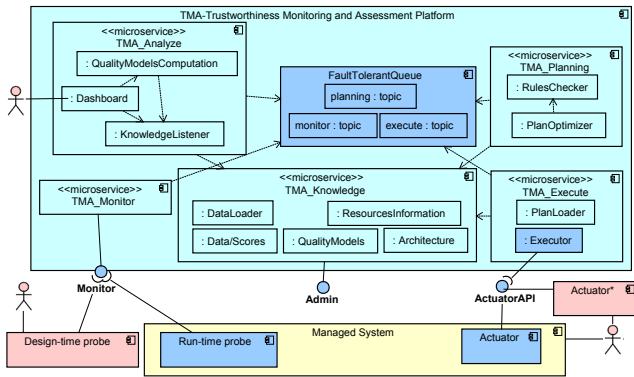 TMA-Trustworthiness Monitoring and Assessment Platform
<<microservice>>
TMA_Analyze
: QualityModelsComputation
: Dashboard
: KnowledgeListener
FaultTolerantQueue
planning : topic
monitor : topic
execute : topic
<<microservice>>
TMA_Planning
: RulesChecker
: PlanOptimizer
<<microservice>>
TMA_Monitor
<<microservice>>
TMA_Knowledge
: DataLoader
: ResourcesInformation
: Data/Scores
: QualityModels
: Architecture
<<microservice>>
TMA_Execute
: PlanLoader
: Executor
Monitor
Admin
ActuatorAPI
Actuator*
Design-time probe
Managed System
Run-time probe
Actuator